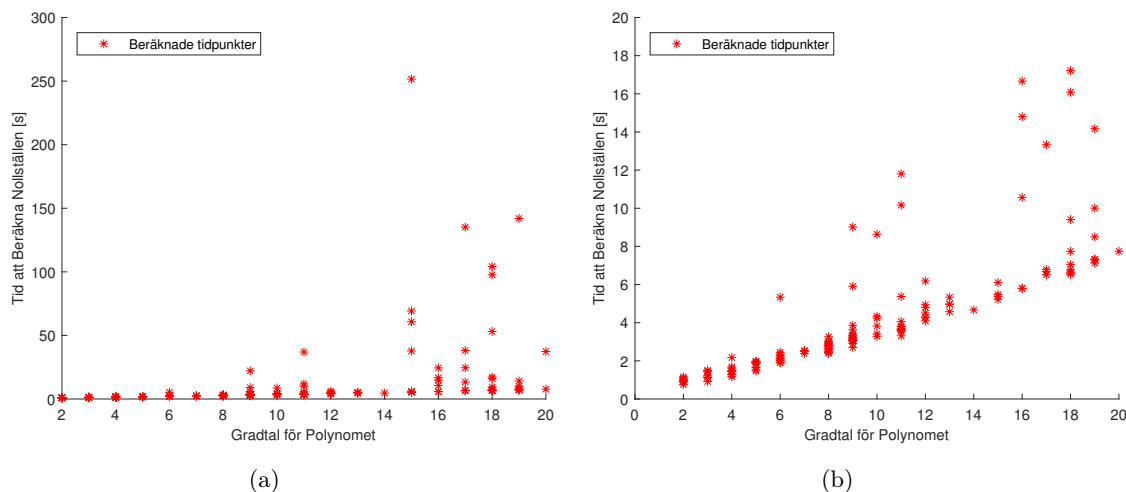 300
250
200
150
100
50
0
Tid att Beräkna Nollställen [s]
Beräknade tidpunkter
2 4 6 8 10 12 14 16 18 20
Gradtal för Polynomet
(a)
20
18
16
14
12
10
8
6
4
2
0
Tid att Beräkna Nollställen [s]
Beräknade tidpunkter
0 2 4 6 8 10 12 14 16 18 20
Gradtal för Polynomet
(b)